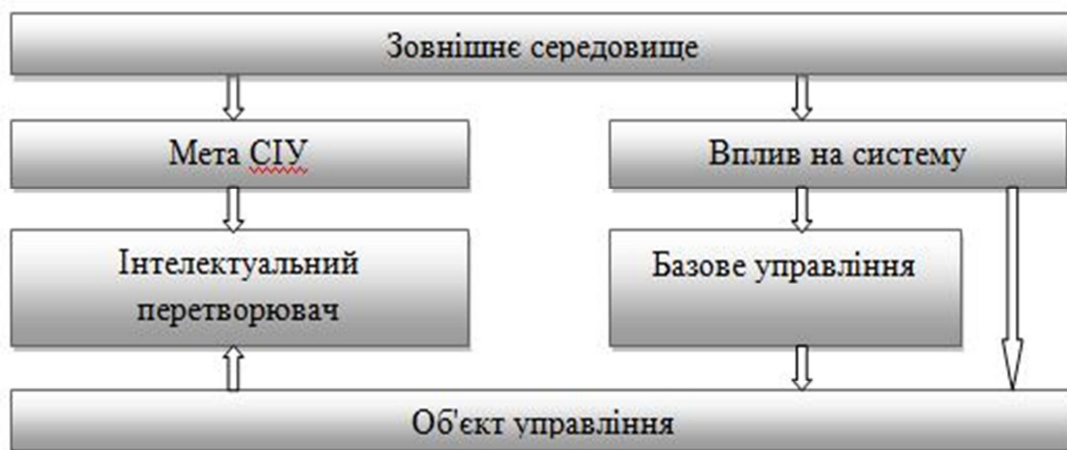 Зовнішнє середовище
Мета СІУ
Вплив на систему
Інтелектуальний
перетворювач
Базове управління
Об'єкт управління